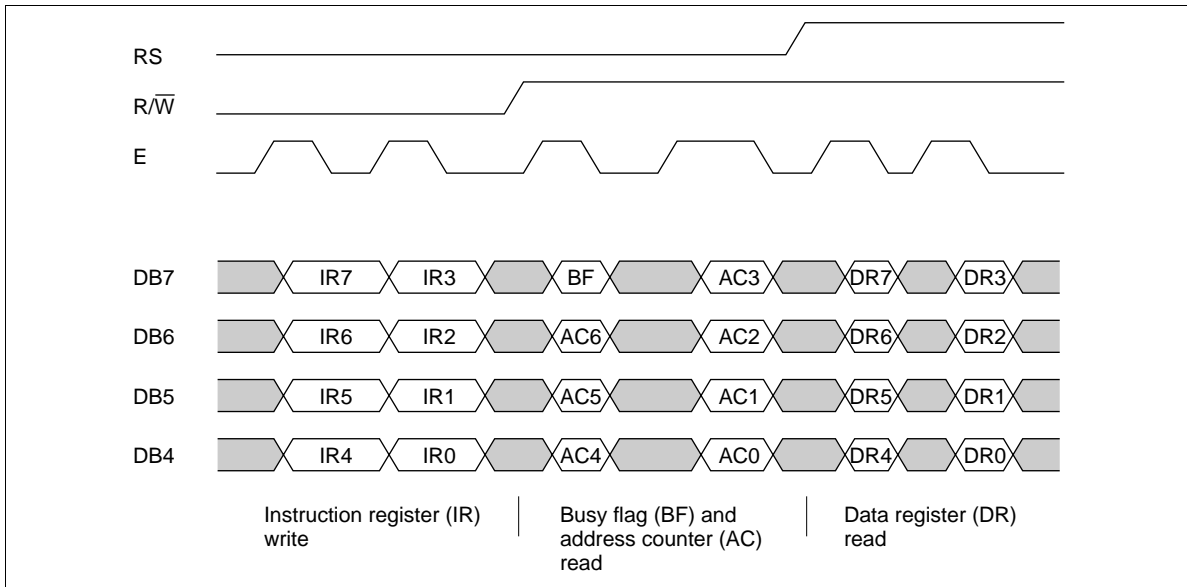 RS
R/W̅
E
DB7 IR7 IR3 BF AC3 DR7 DR3
DB6 IR6 IR2 AC6 AC2 DR6 DR2
DB5 IR5 IR1 AC5 AC1 DR5 DR1
DB4 IR4 IR0 AC4 AC0 DR4 DR0
Instruction register (IR)
write
Busy flag (BF) and
address counter (AC)
read
Data register (DR)
read